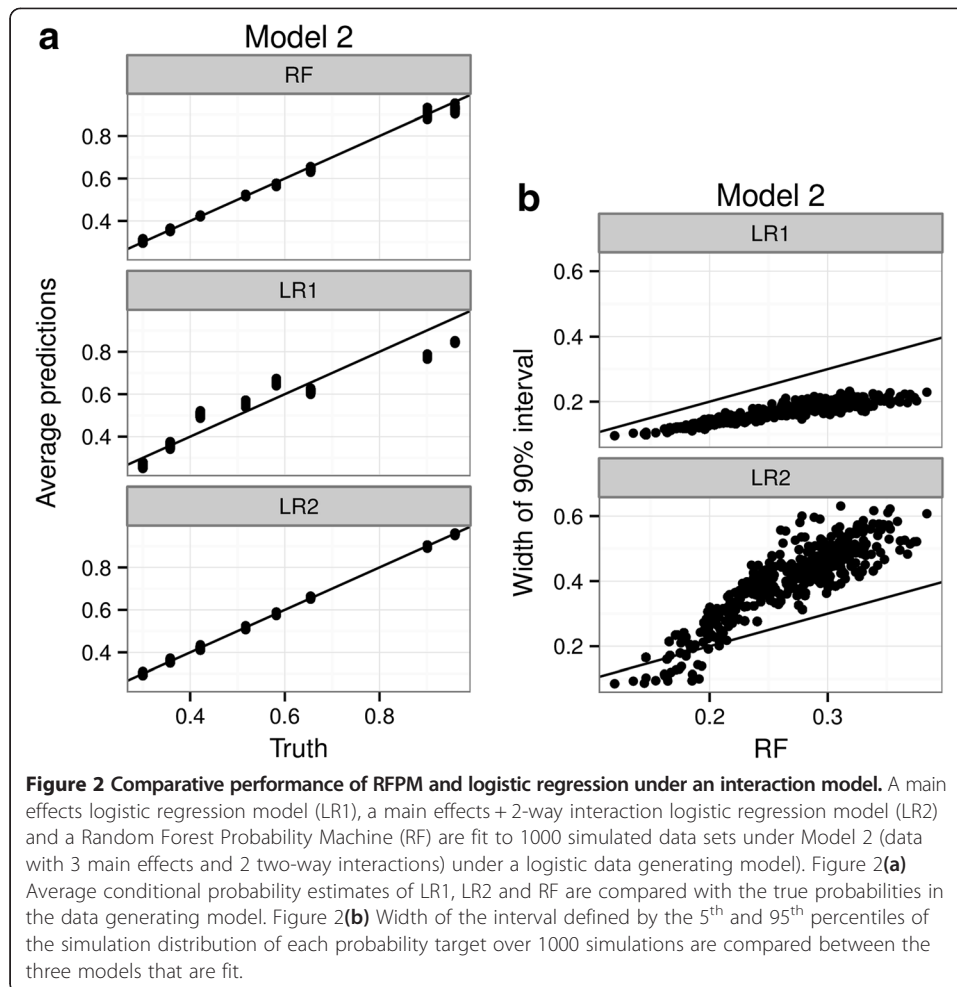 a
Model 2
RF
0.8
0.6
0.4
LR1
0.8
0.6
0.4
LR2
0.8
0.6
0.4
0.4 0.6 0.8
Average predictions
Truth
b
Model 2
LR1
0.6
0.4
0.2
LR2
0.6
0.4
0.2
0.2 0.3
Width of 90% interval
RF
Figure 2 Comparative performance of RFPM and logistic regression under an interaction model. A main
effects logistic regression model (LR1), a main effects + 2-way interaction logistic regression model (LR2)
and a Random Forest Probability Machine (RF) are fit to 1000 simulated data sets under Model 2 (data
with 3 main effects and 2 two-way interactions) under a logistic data generating model). Figure 2(a)
Average conditional probability estimates of LR1, LR2 and RF are compared with the true probabilities in
the data generating model. Figure 2(b) Width of the interval defined by the 5th and 95th percentiles of
the simulation distribution of each probability target over 1000 simulations are compared between the
three models that are fit.